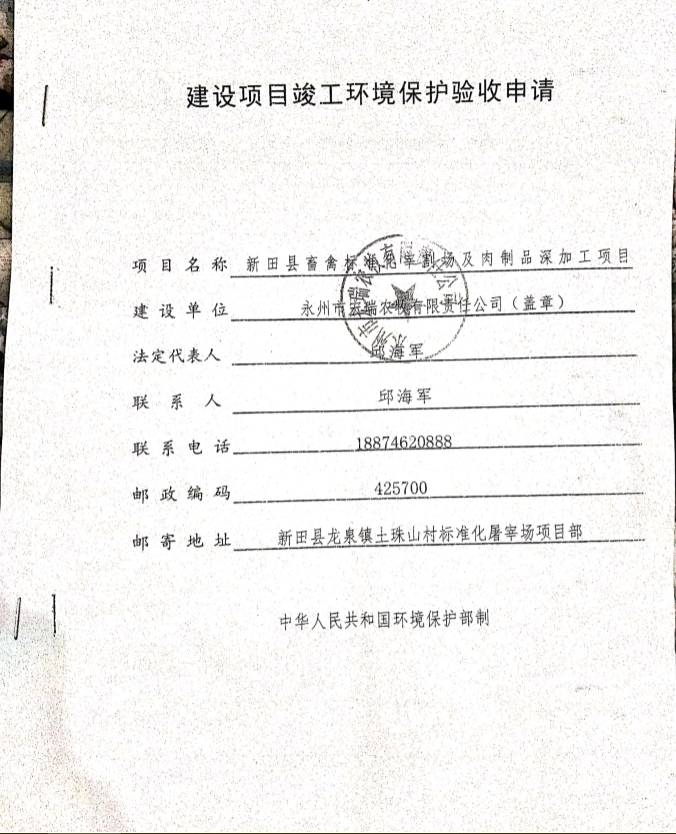 建设项目竣工环境保护验收申请
项目名称 新田县畜禽标准化宰割场及肉制品深加工项目
建设单位 永州市宏瑞农牧有限责任公司（盖章）
法定代表人 邱海军
联系人 邱海军
联系电话 18874620888
邮政编码 425700
邮寄地址 新田县龙泉镇土珠山村标准化屠宰场项目部
中华人民共和国环境保护部制